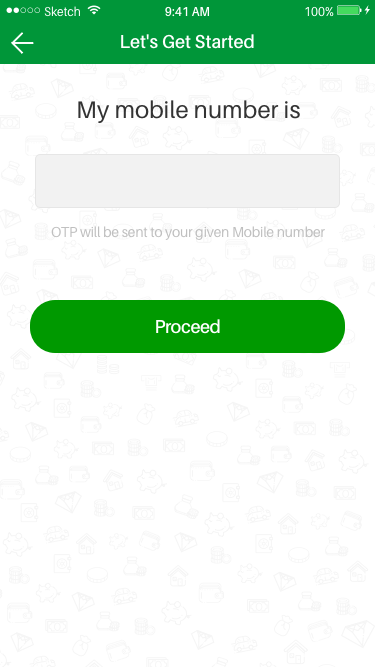 Sketch 9:41 AM 100%
Let's Get Started
My mobile number is
OTP will be sent to your given Mobile number
Proceed